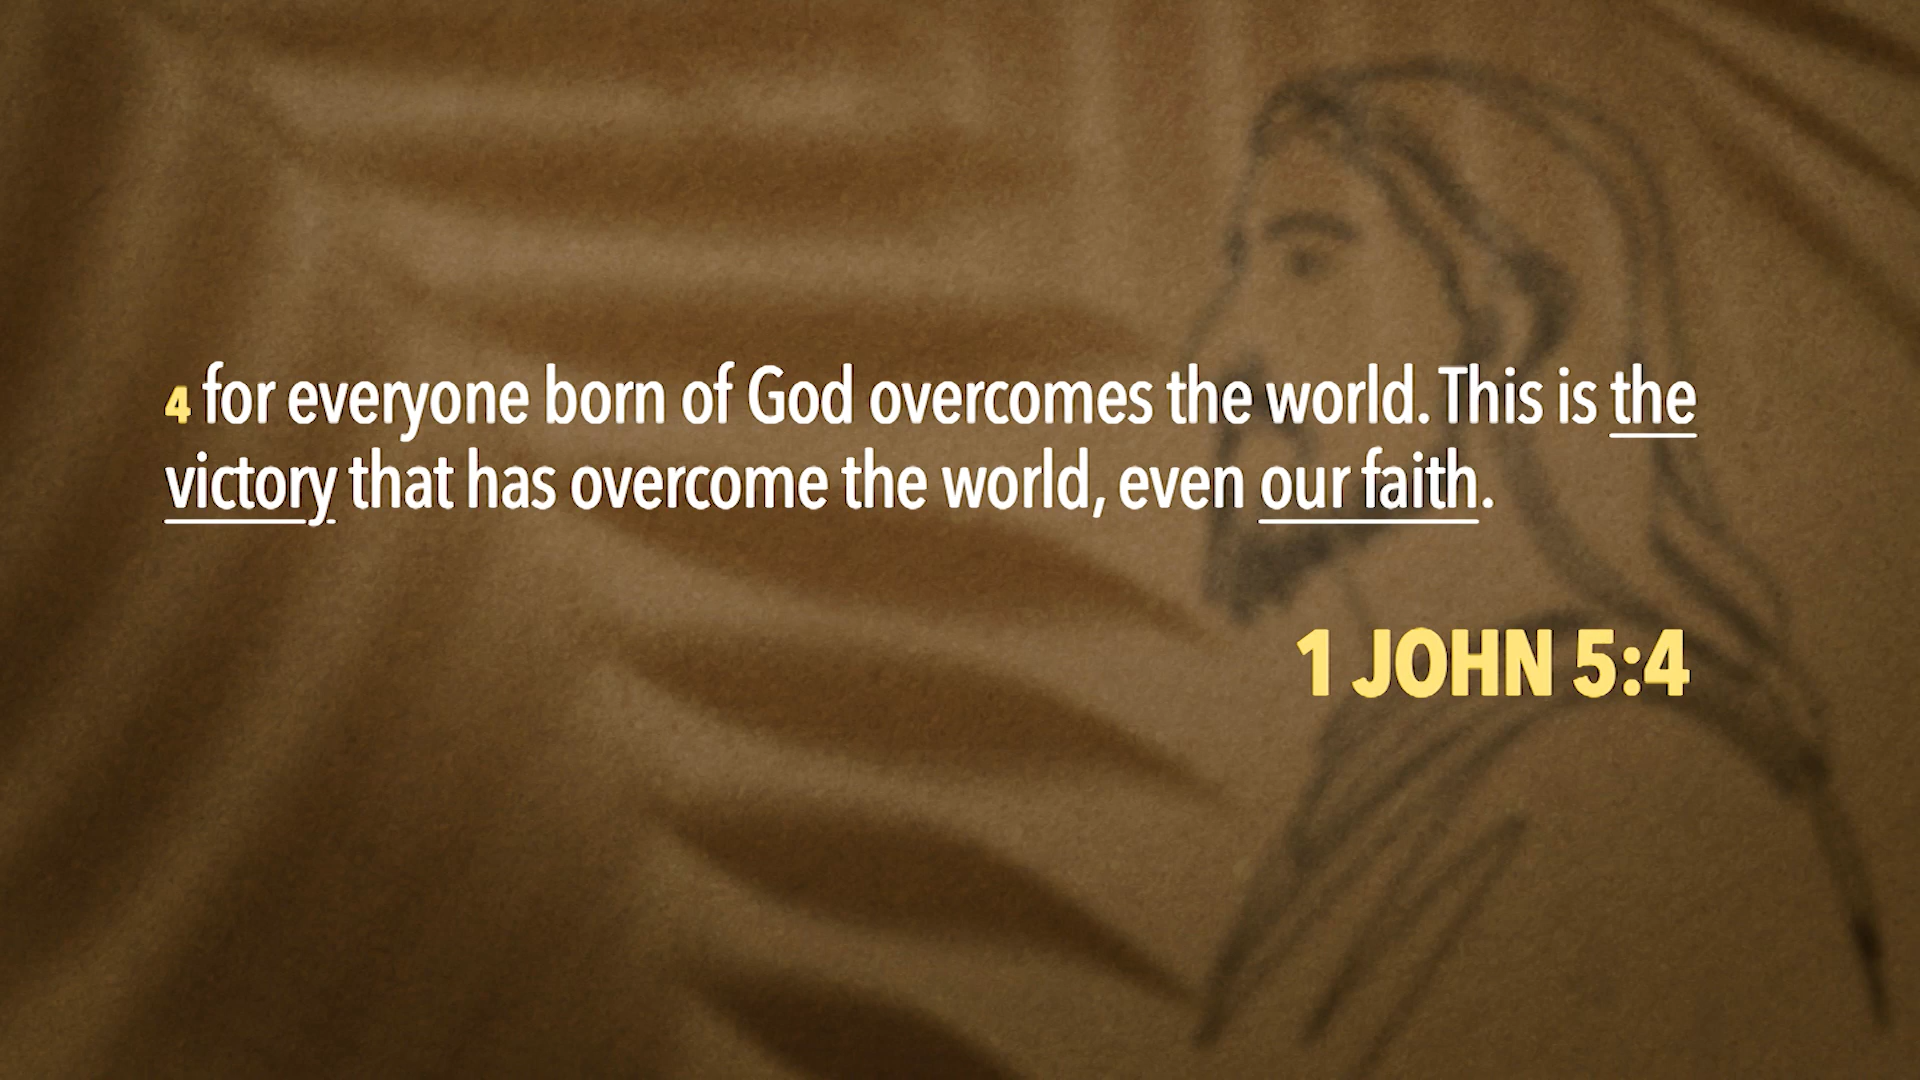 4 for everyone born of God overcomes the world. This is the
victory that has overcome the world, even our faith.
1 JOHN 5:4